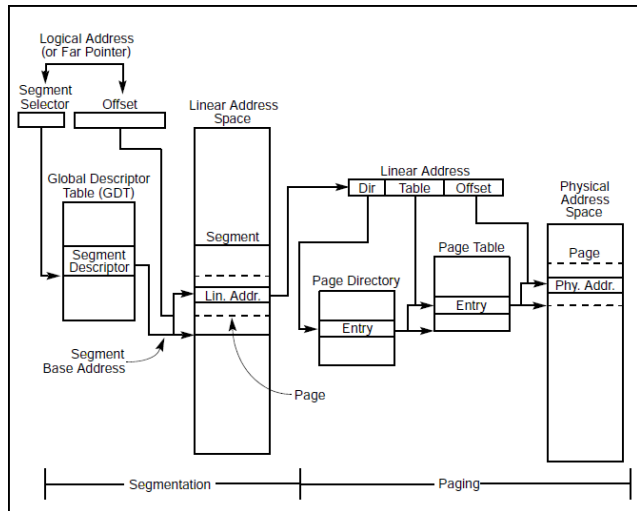 Logical Address
(or Far Pointer)
Segment
Selector
Offset
Linear Address
Space
Global Descriptor
Table (GDT)
Segment
Descriptor
Segment
Lin. Addr.
Segment
Base Address
Page
Linear Address
Dir Table Offset
Page Directory
Entry
Page Table
Entry
Physical
Address
Space
Page
Phy. Addr.
Segmentation
Paging